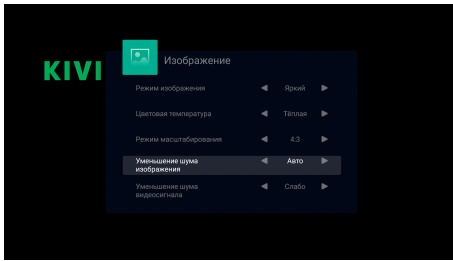 KIVI
Изображение
Режим изображения Яркий
Цветовая температура Тёплая
Режим масштабирования 4:3
Уменьшение шума Авто
изображения
Уменьшение шума Слабо
видеосигнала